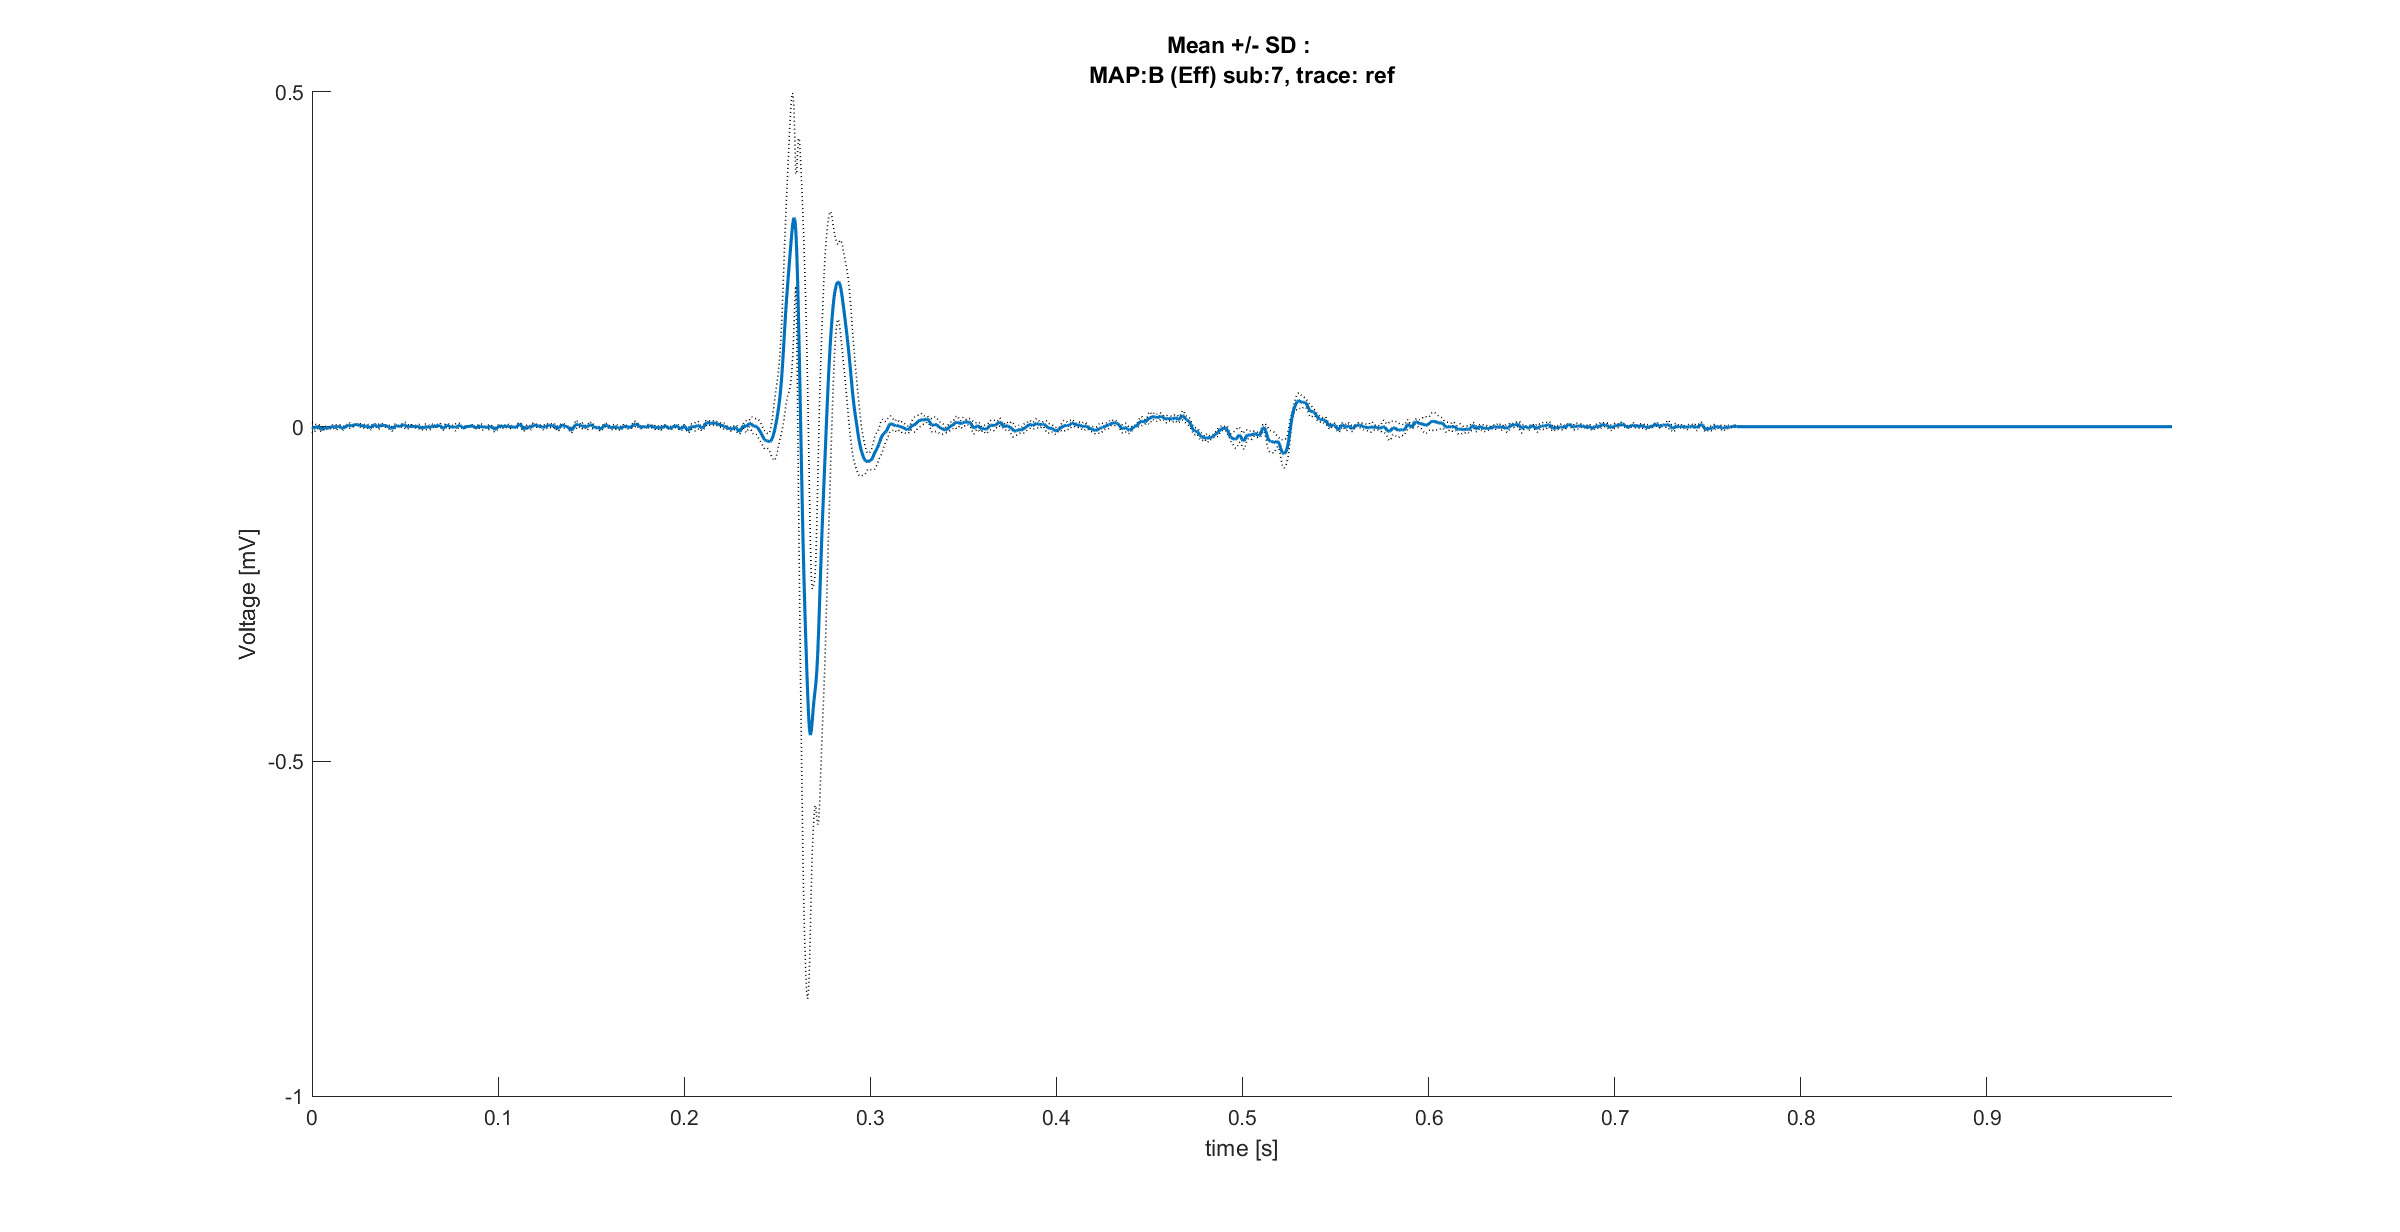 Mean +/- SD :
MAP:B (Eff) sub:7, trace: ref
0.5
0
-0.5
-1
Voltage [mV]
0 0.1 0.2 0.3 0.4 0.5 0.6 0.7 0.8 0.9
time [s]